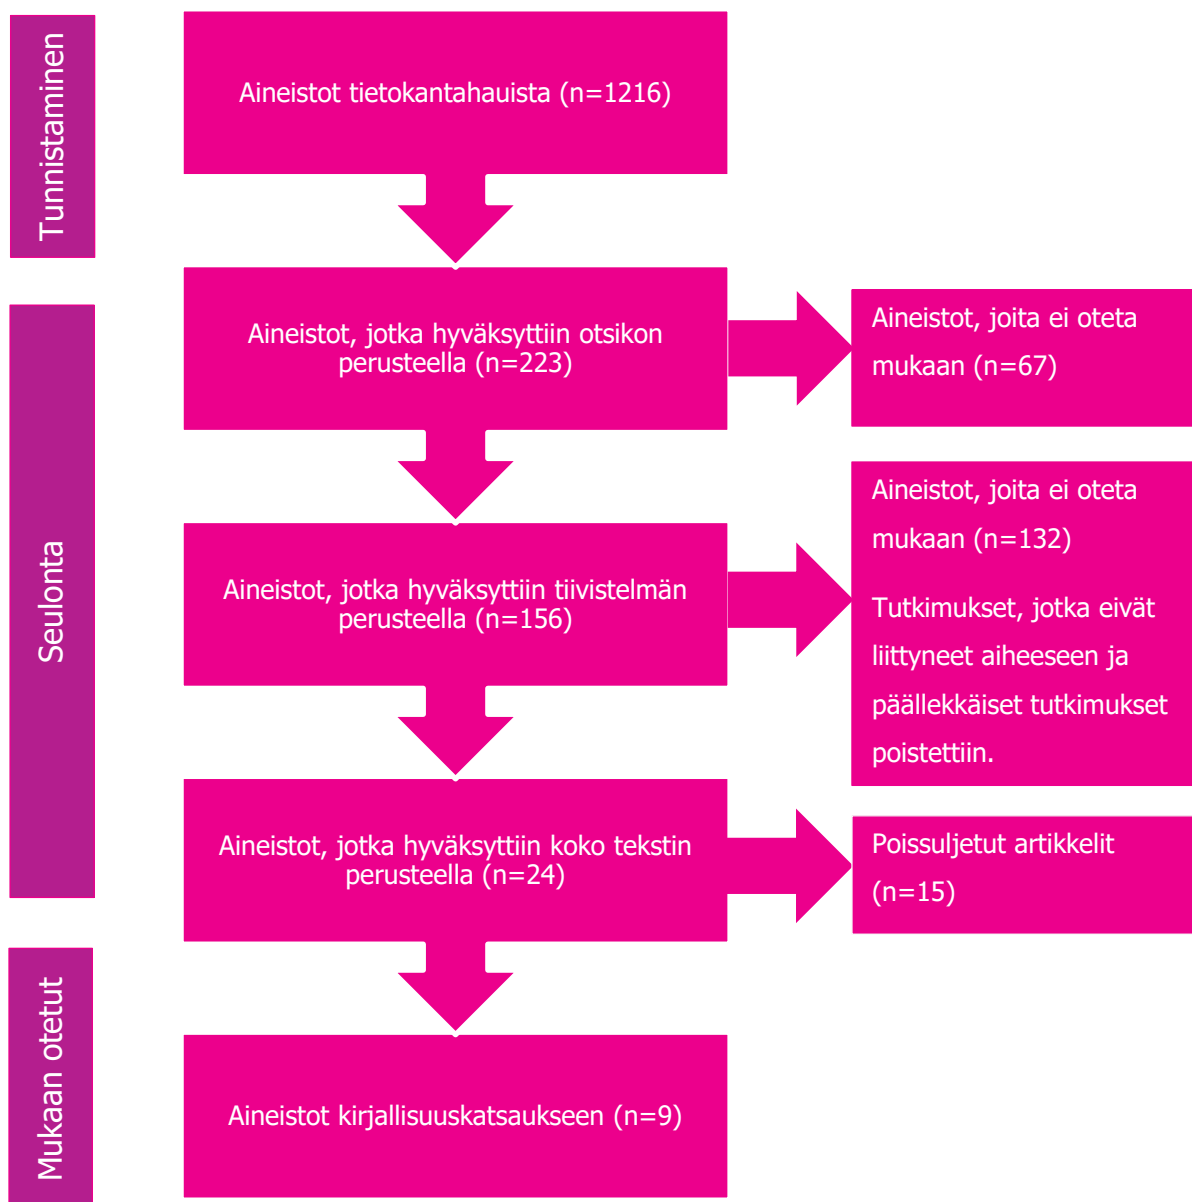 Tunnistaminen
Aineistot tietokantahauista (n=1216)
Seulonta
Aineistot, jotka hyväksyttiin otsikon
perusteella (n=223)
Aineistot, joita ei oteta
mukaan (n=67)
Aineistot, jotka hyväksyttiin tiivistelmän
perusteella (n=156)
Aineistot, joita ei oteta
mukaan (n=132)
Tutkimukset, jotka eivät
liittyneet aiheeseen ja
päällekkäiset tutkimukset
poistettiin.
Aineistot, jotka hyväksyttiin koko tekstin
perusteella (n=24)
Poissuljetut artikkelit
(n=15)
Mukaan otetut
Aineistot kirjallisuuskatsaukseen (n=9)